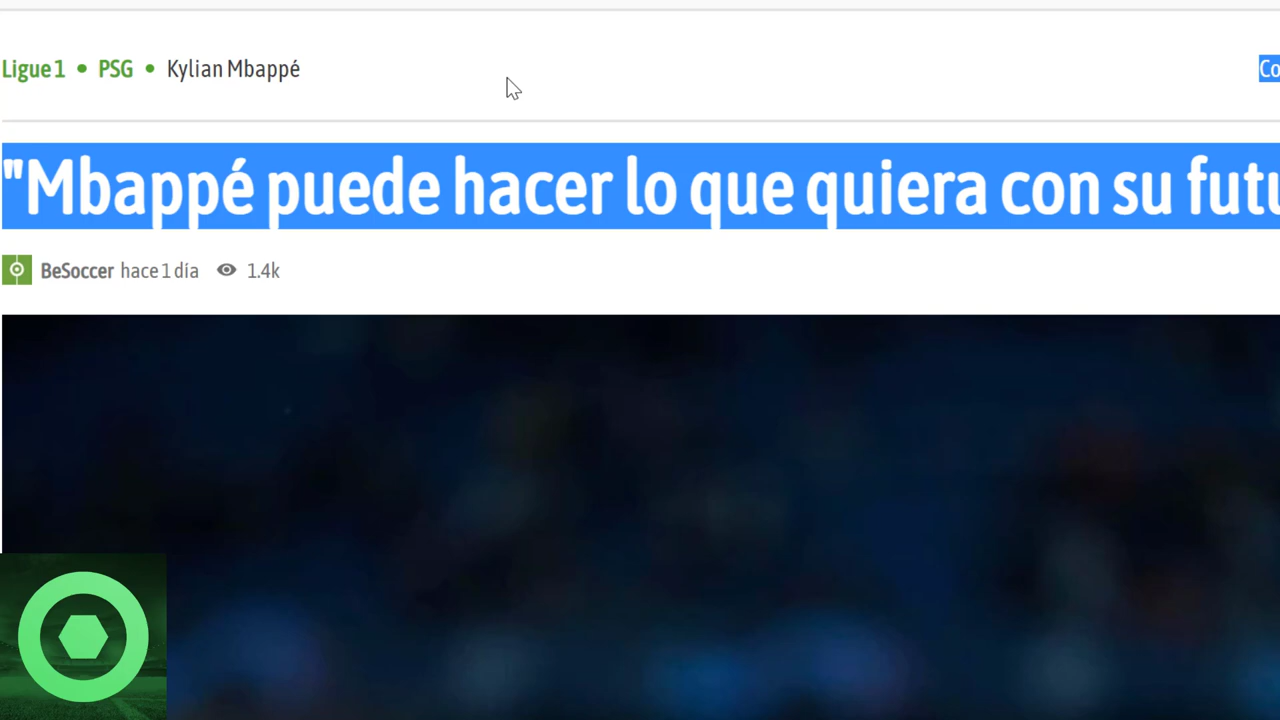 Ligue 1 • PSG • Kylian Mbappé
Co
"Mbappé puede hacer lo que quiera con su futu
BeSoccer hace 1 día 1.4k